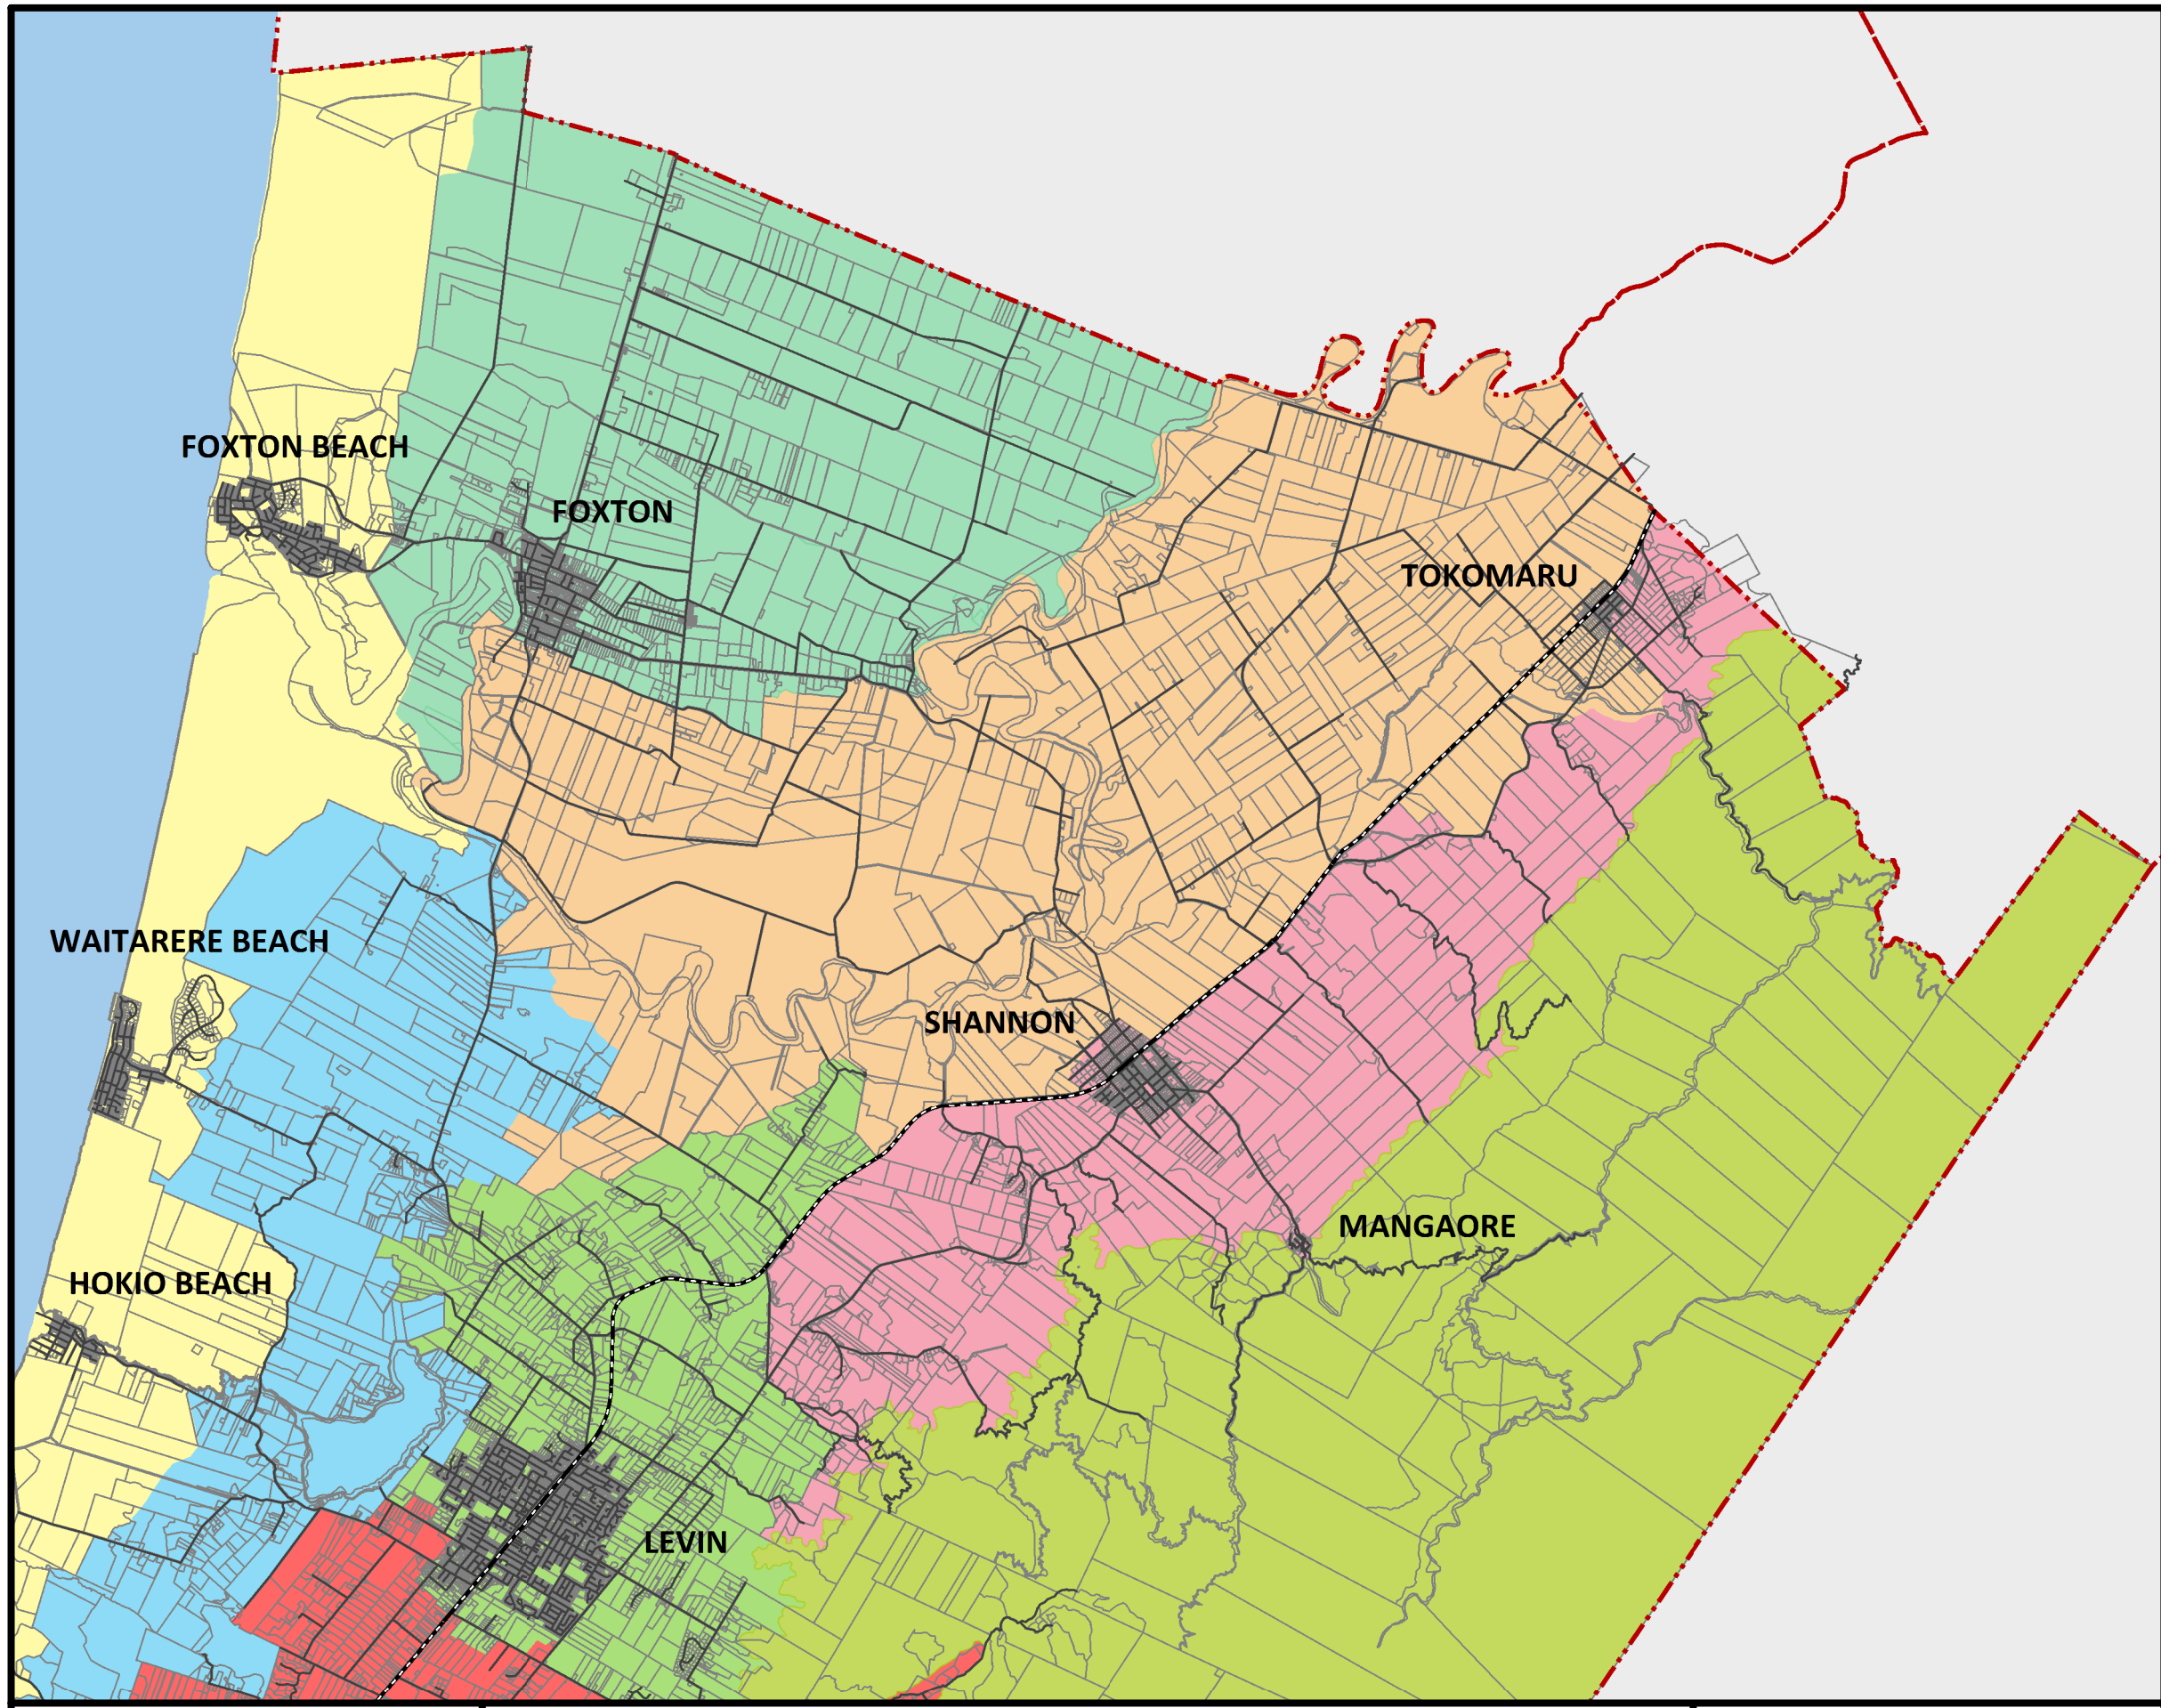 FOXTON BEACH
FOXTON
TOKOMARU
WAITARERE BEACH
SHANNON
MANGAORE
HOKIO BEACH
LEVIN